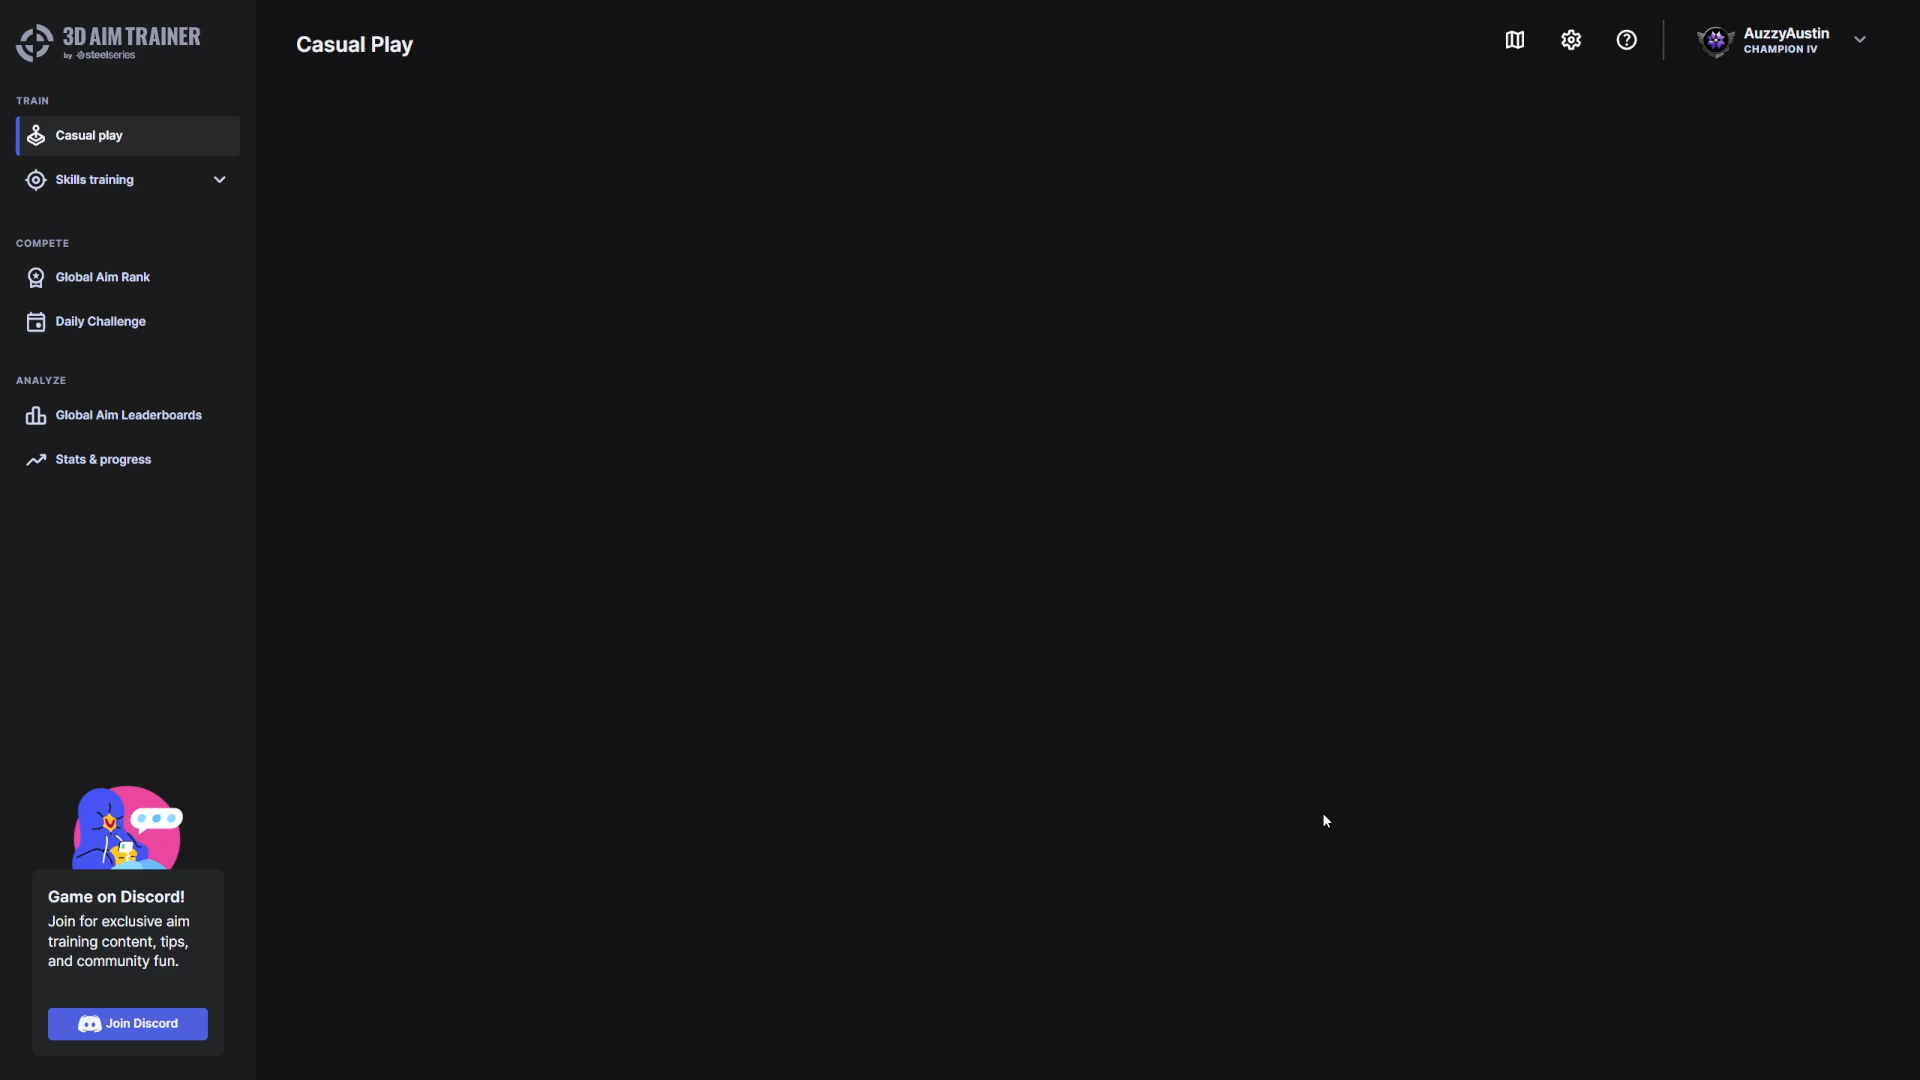 3D AIM TRAINER
by steelseries
TRAIN
Casual play
Skills training
COMPETE
Global Aim Rank
Daily Challenge
ANALYZE
Global Aim Leaderboards
Stats & progress
Game on Discord!
Join for exclusive aim
training content, tips,
and community fun.
Join Discord
Casual Play
AuzzyAustin
CHAMPION IV